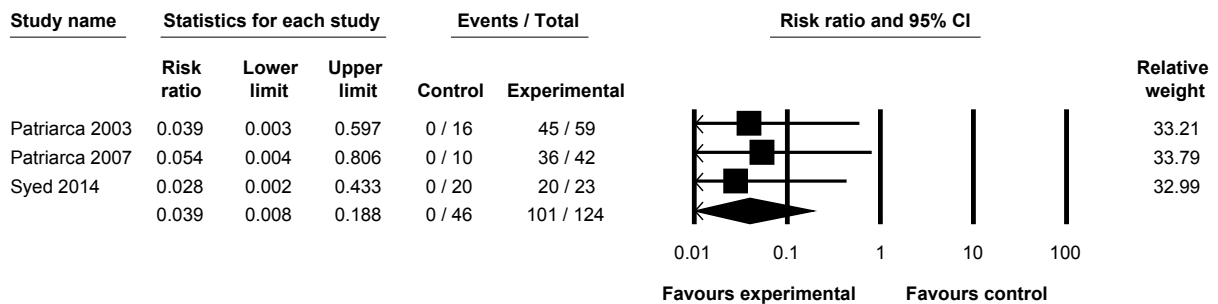 Study name Statistics for each study Events / Total Risk ratio and 95% CI
Risk ratio Lower limit Upper limit Control Experimental Relative weight
Patriarca 2003 0.039 0.003 0.597 0 / 16 45 / 59 33.21
Patriarca 2007 0.054 0.004 0.806 0 / 10 36 / 42 33.79
Syed 2014 0.028 0.002 0.433 0 / 20 20 / 23 32.99
0.039 0.008 0.188 0 / 46 101 / 124
0.01 0.1 1 10 100
Favours experimental Favours control